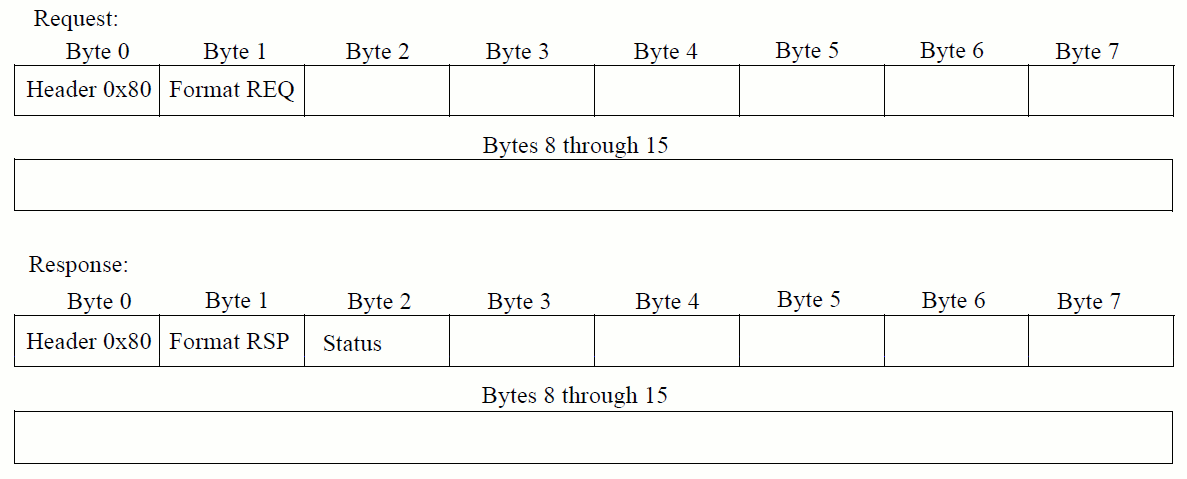 Request:
Byte 0 Byte 1 Byte 2 Byte 3 Byte 4 Byte 5 Byte 6 Byte 7
Header 0x80 Format REQ
Bytes 8 through 15
Response:
Byte 0 Byte 1 Byte 2 Byte 3 Byte 4 Byte 5 Byte 6 Byte 7
Header 0x80 Format RSP Status
Bytes 8 through 15